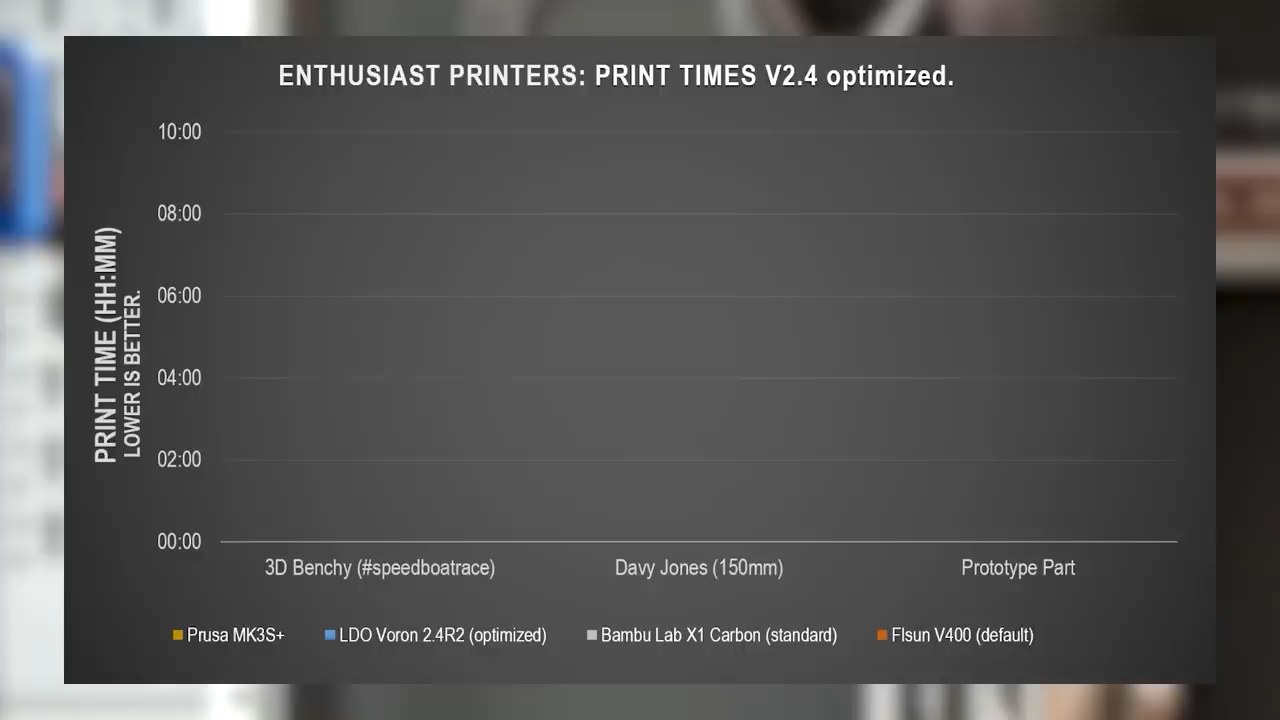 ENTHUSIAST PRINTERS: PRINT TIMES V2.4 optimized.
PRINT TIME (HH:MM)
LOWER IS BETTER.
10:00
08:00
06:00
04:00
02:00
00:00
3D Benchy (#speedboatrace)
Davy Jones (150mm)
Prototype Part
Prusa MK3S+
LDO Voron 2.4R2 (optimized)
Bambu Lab X1 Carbon (standard)
Flsun V400 (default)